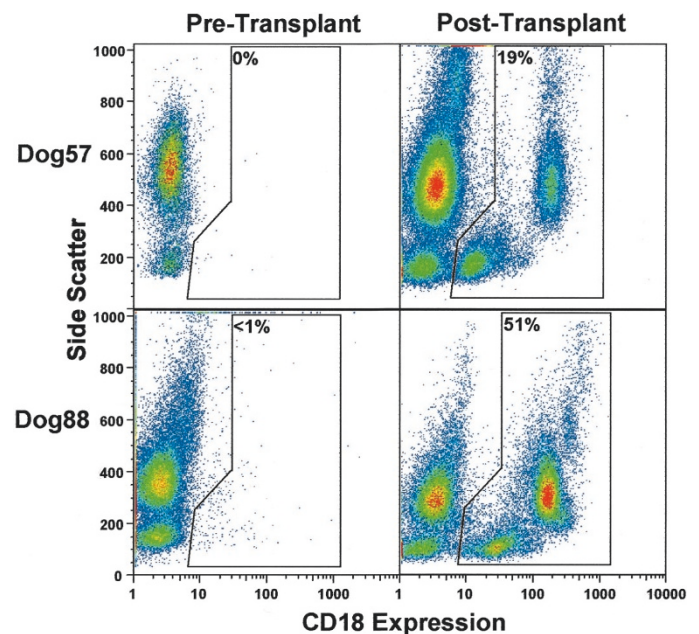 Pre-Transplant Post-Transplant
Dog57
Side Scatter
1000
800
600
400
200
0%
19%
Dog88
1000
800
600
400
200
0
<1%
51%
1 10 100 1000
1 10 100 1000 10000
CD18 Expression